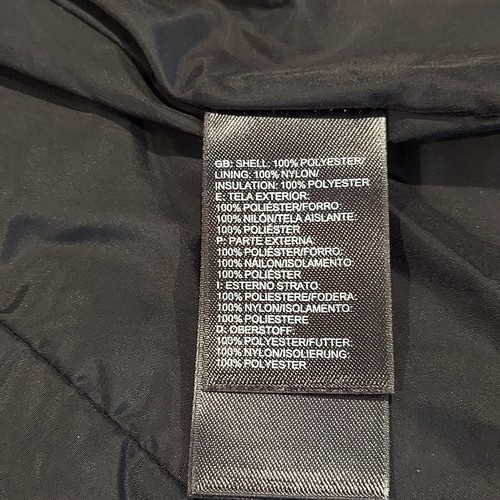 GB: SHELL: 100% POLYESTER/
LINING: 100% NYLON/
INSULATION: 100% POLYESTER
E: TELA EXTERIOR:
100% POLIÉSTER/FORRO:
100% NILÓN/TELA AISLANTE:
100% POLIÉSTER
P: PARTE EXTERNA:
100% POLIÉSTER/FORRO:
100% NÁILON/ISOLAMENTO:
100% POLIÉSTER
I: ESTERNO STRATO:
100% POLIESTERE/FODERA:
100% NYLON/ISOLAMENTO:
100% POLIESTERE
D: OBERSTOFF:
100% POLYESTER/FUTTER:
100% NYLON/ISOLIERUNG:
100% POLYESTER